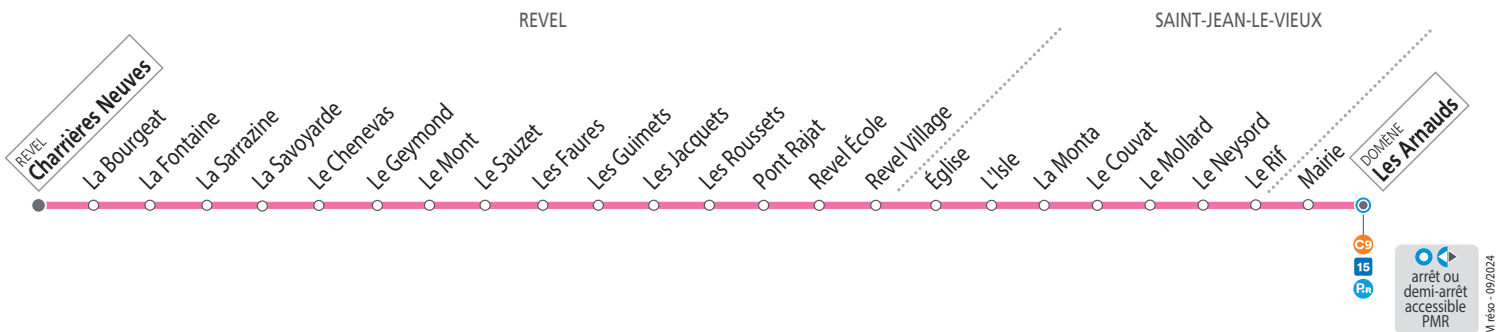 REVEL
SAINT-JEAN-LE-VIEUX
REVEL
Charrières Neuves
La Bourgeat
La Fontaine
La Sarrazine
La Savoyarde
Le Chenevas
Le Geymond
Le Mont
Le Sauzet
Les Faures
Les Guimets
Les Jacquets
Les Roussets
Pont Rajat
Revel École
Revel Village
Église
L'Isle
La Monta
Le Couvat
Le Mollard
Le Neysord
Le Rif
Mairie
DOMÈNE
Les Arnauds
C9
15
P+R
arrêt ou
demi-arrêt
accessible
PMR
M réso - 09/2024